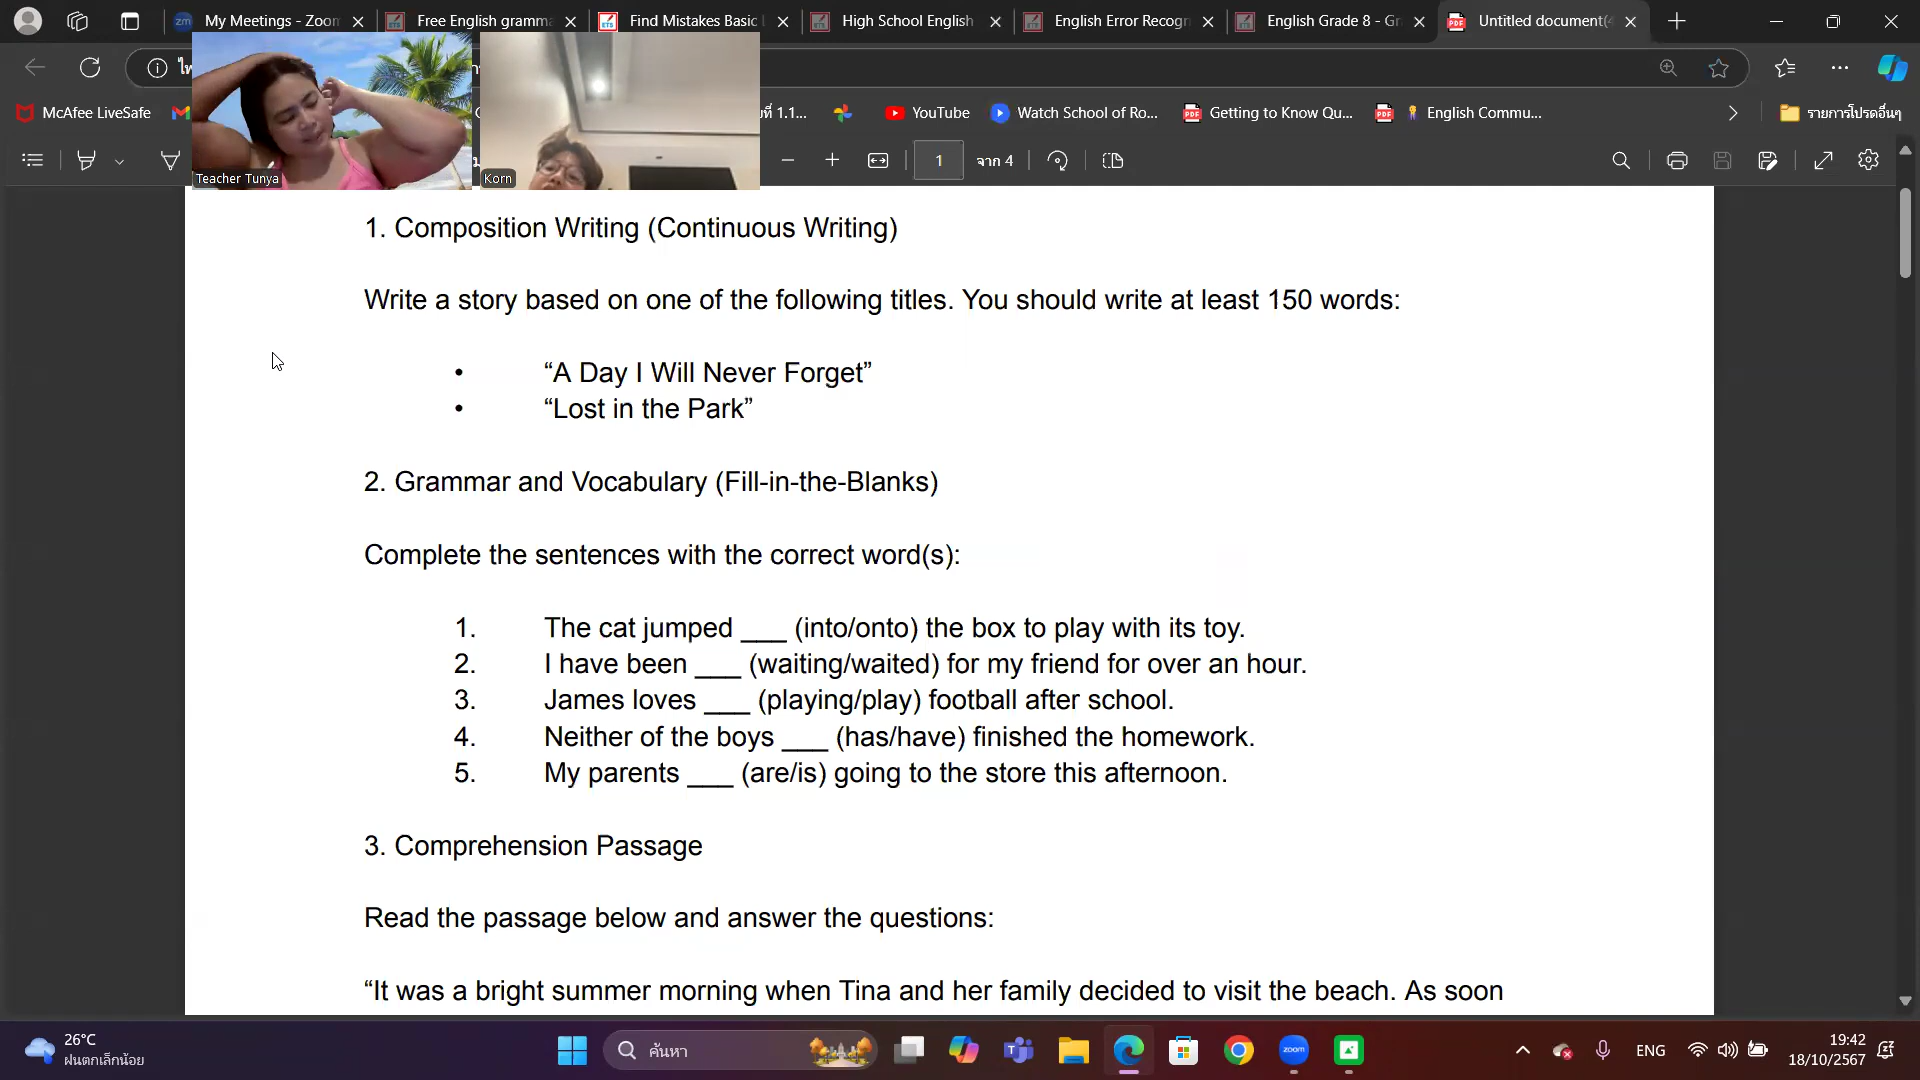 My Meetings - Zoom
Free English gramma
Find Mistakes Basic
High School English
English Error Recogn
English Grade 8 - Gr
Untitled document(4
McAfee LiveSafe
ที่ 1.1...
YouTube
Watch School of Ro...
Getting to Know Qu...
English Commu...
รายการโปรดอื่นๆ
1
จาก 4
Teacher Tunya
Korn
1. Composition Writing (Continuous Writing)
Write a story based on one of the following titles. You should write at least 150 words:
• “A Day I Will Never Forget”
• “Lost in the Park”
2. Grammar and Vocabulary (Fill-in-the-Blanks)
Complete the sentences with the correct word(s):
1. The cat jumped ___ (into/onto) the box to play with its toy.
2. I have been ___ (waiting/waited) for my friend for over an hour.
3. James loves ___ (playing/play) football after school.
4. Neither of the boys ___ (has/have) finished the homework.
5. My parents ___ (are/is) going to the store this afternoon.
3. Comprehension Passage
Read the passage below and answer the questions:
“It was a bright summer morning when Tina and her family decided to visit the beach. As soon
26°C
ฝนตกเล็กน้อย
ค้นหา
zoom
ENG
19:42
18/10/2567